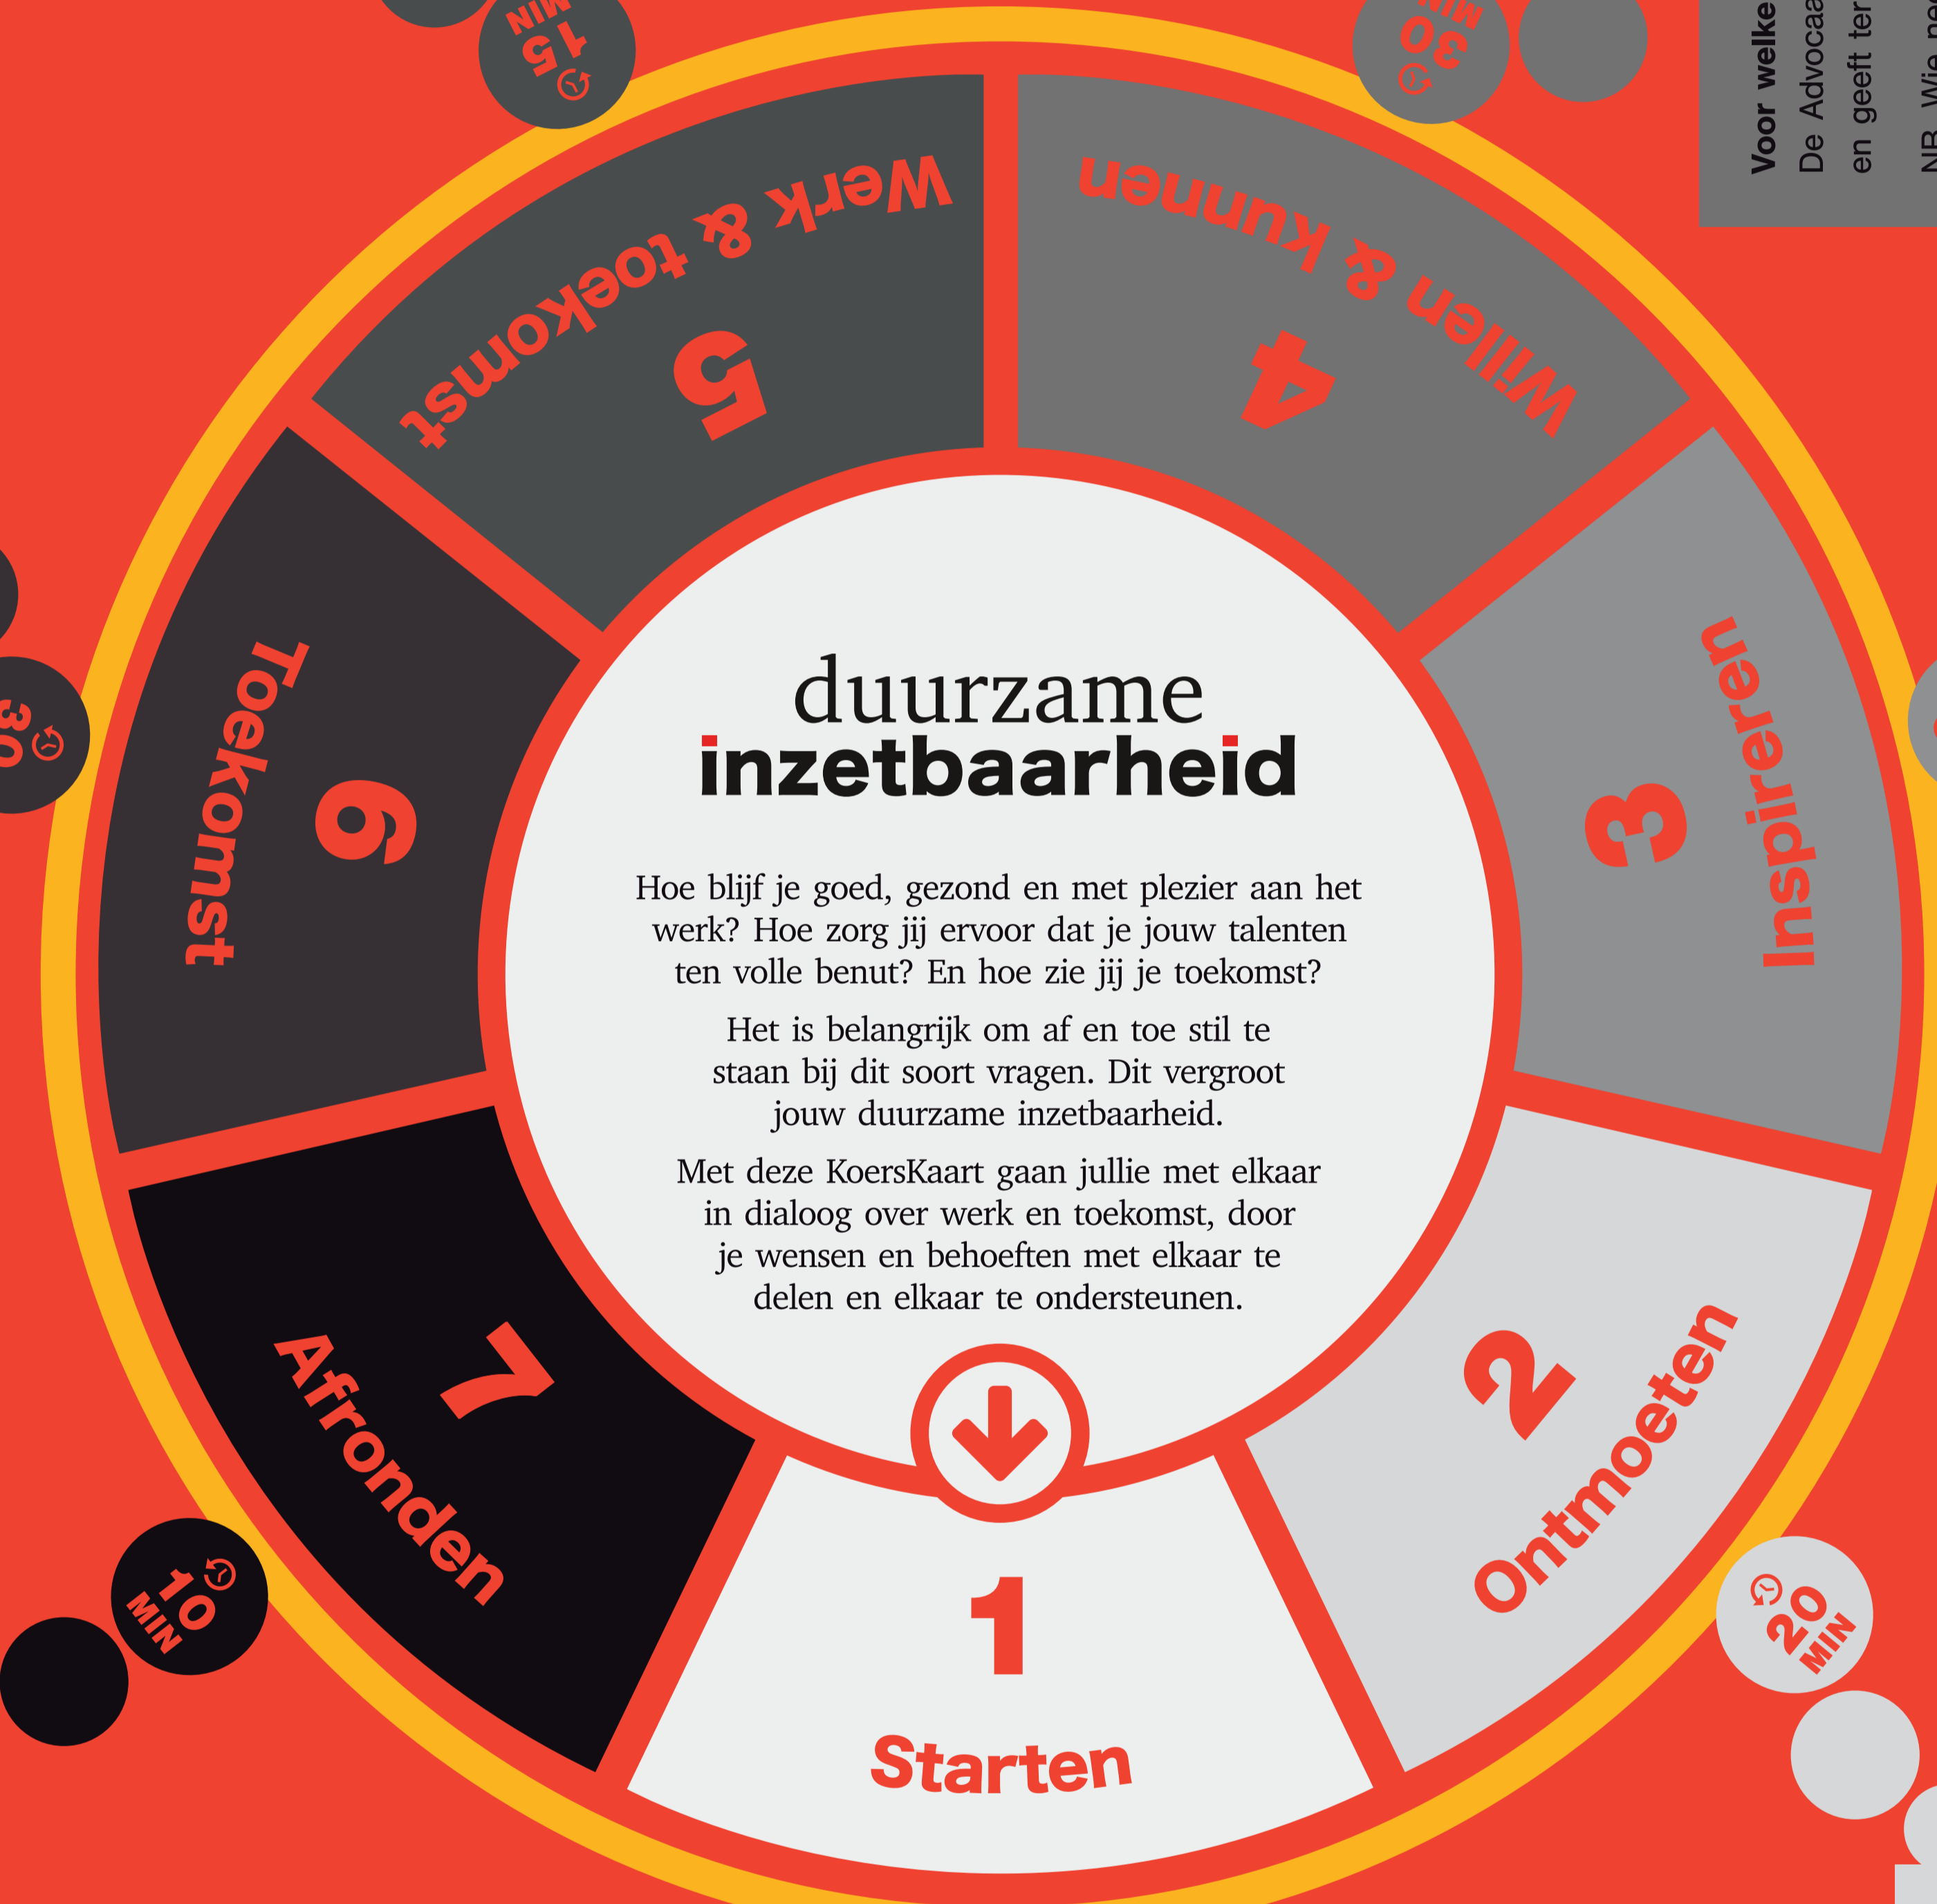 duurzame
inzetbaarheid
Hoe blijf je goed, gezond en met plezier aan het
werk? Hoe zorg jij ervoor dat je jouw talenten
ten volle benut? En hoe zie jij je toekomst?
Het is belangrijk om af en toe stil te
staan bij dit soort vragen. Dit vergroot
jouw duurzame inzetbaarheid.
Met deze KoersKaart gaan jullie met elkaar
in dialoog over werk en toekomst, door
je wensen en behoeften met elkaar te
delen en elkaar te ondersteunen.
1
Starten
2
Ontmoeten
20
MIN
3
Inspireren
4
Willen & kunnen
30
MIN
5
Werk & toekomst
15
MIN
6
Toekomst
30
7
Afronden
10
MIN
Voor welke
De
en geeft ter
NB Wie